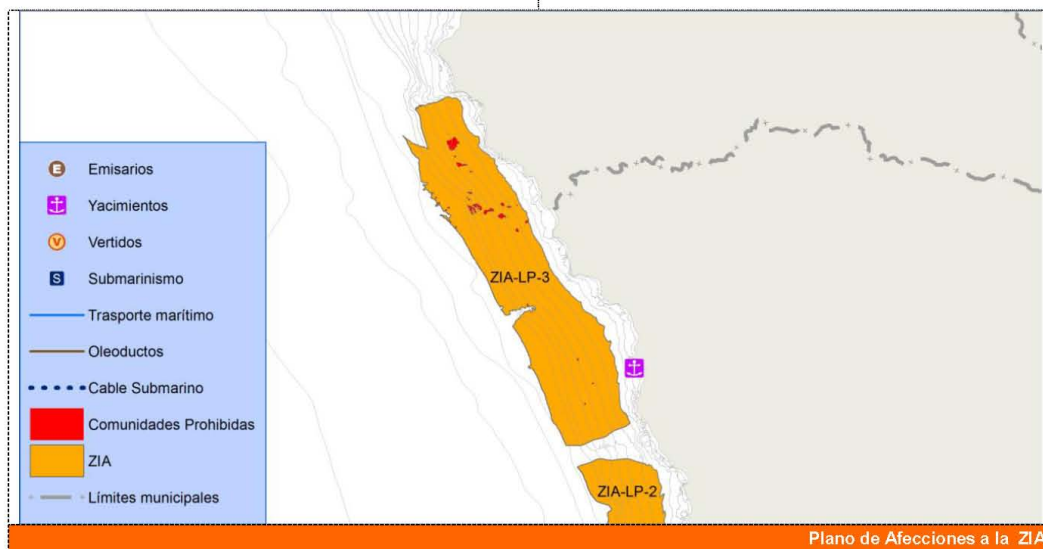 E Emisarios
Yacimientos
V Vertidos
S Submarinismo
Trasporte marítimo
Oleoductos
Cable Submarino
Comunidades Prohibidas
ZIA
Límites municipales
ZIA-LP-3
ZIA-LP-2
Plano de Afecciones a la ZIA